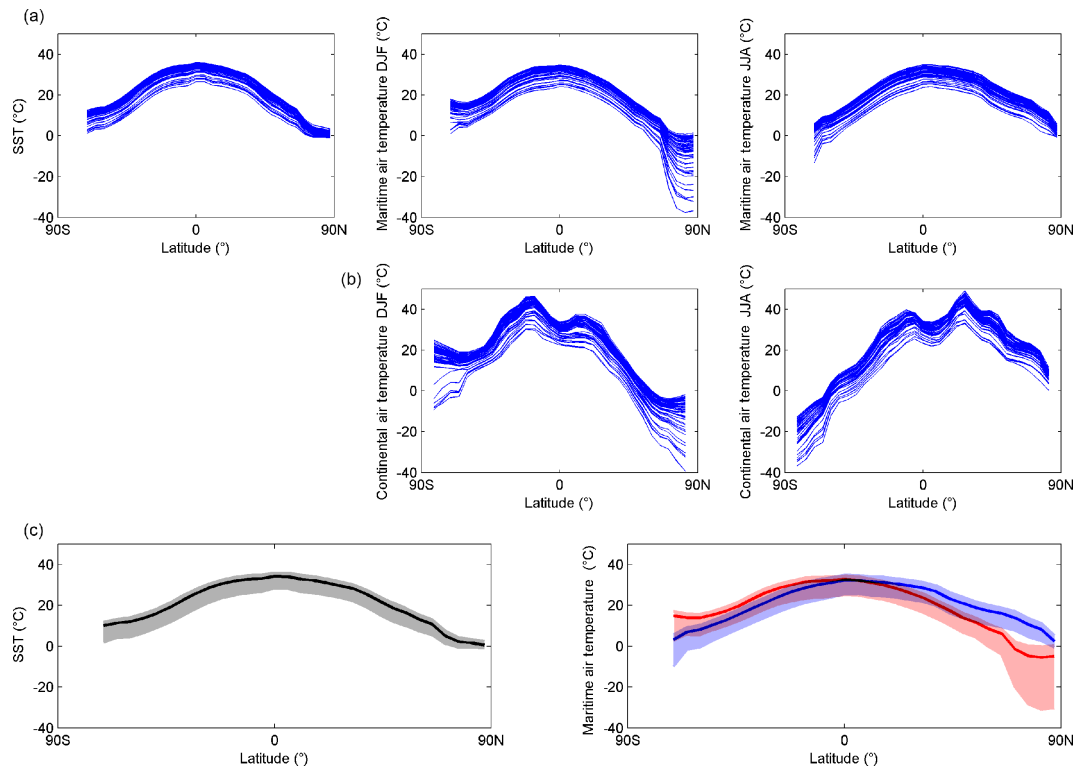 (a)
SST (°C)
40
20
0
-20
-40
90S
0
90N
Latitude (°)
Maritime air temperature DJF (°C)
40
20
0
-20
-40
90S
0
90N
Latitude (°)
Maritime air temperature JJA (°C)
40
20
0
-20
-40
90S
0
90N
Latitude (°)
(b)
Continental air temperature DJF (°C)
40
20
0
-20
-40
90S
0
90N
Latitude (°)
Continental air temperature JJA (°C)
40
20
0
-20
-40
90S
0
90N
Latitude (°)
(c)
SST (°C)
40
20
0
-20
-40
90S
0
90N
Latitude (°)
Maritime air temperature (°C)
40
20
0
-20
-40
90S
0
90N
Latitude (°)